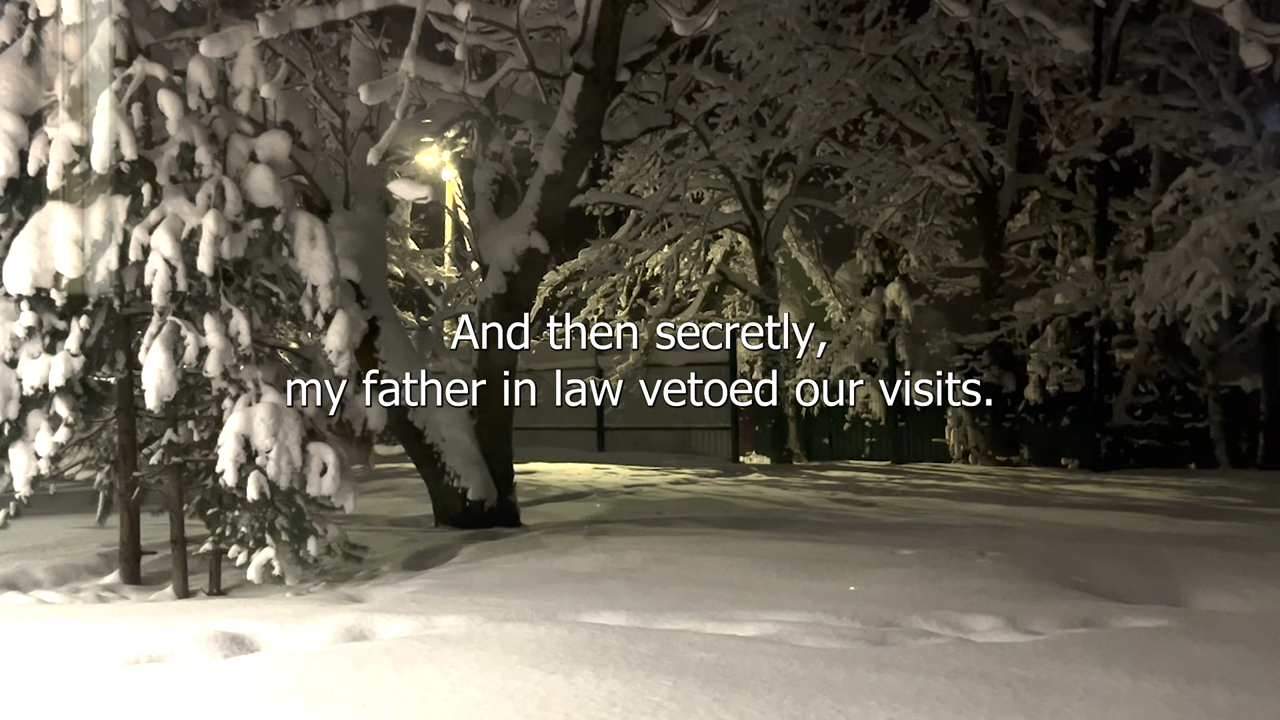 And then secretly,
my father in law vetoed our visits.